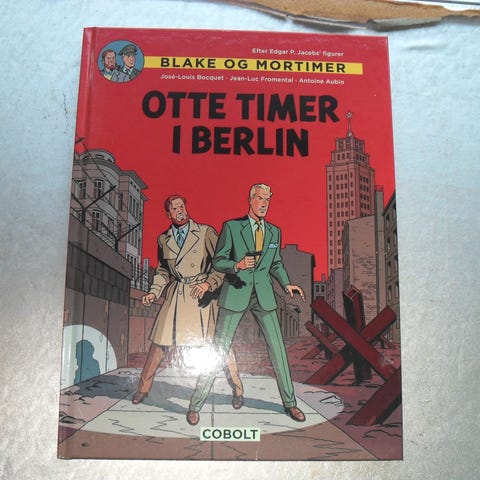 Efter Edgar P. Jacobs' figurer
BLAKE OG MORTIMER
José-Louis Bocquet - Jean-Luc Fromental - Antoine Aubin
OTTE TIMER
I BERLIN
COBOLT